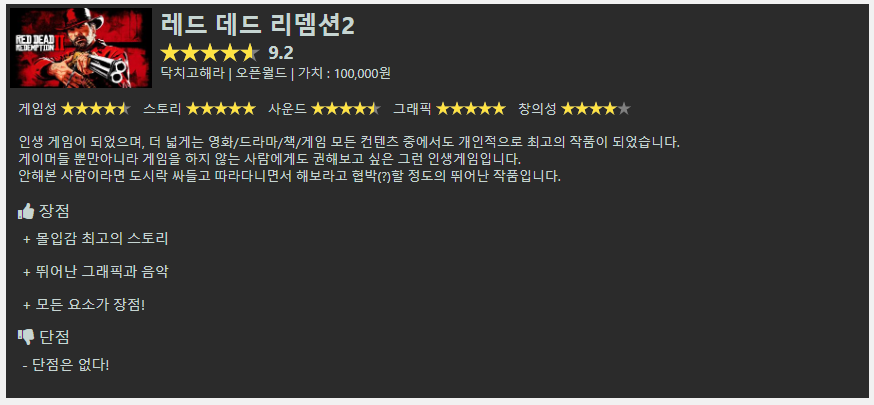 RED DEAD
REDEMPTION II
레드 데드 리뎀션2
9.2
닥치고해라 | 오픈월드 | 가치 : 100,000원
게임성 스토리 사운드 그래픽 창의성
인생 게임이 되었으며, 더 넓게는 영화/드라마/책/게임 모든 컨텐츠 중에서도 개인적으로 최고의 작품이 되었습니다.
게이머들 뿐만아니라 게임을 하지 않는 사람에게도 권해보고 싶은 그런 인생게임입니다.
안해본 사람이라면 도시락 싸들고 따라다니면서 해보라고 협박(?)할 정도의 뛰어난 작품입니다.
장점
+ 몰입감 최고의 스토리
+ 뛰어난 그래픽과 음악
+ 모든 요소가 장점!
단점
- 단점은 없다!